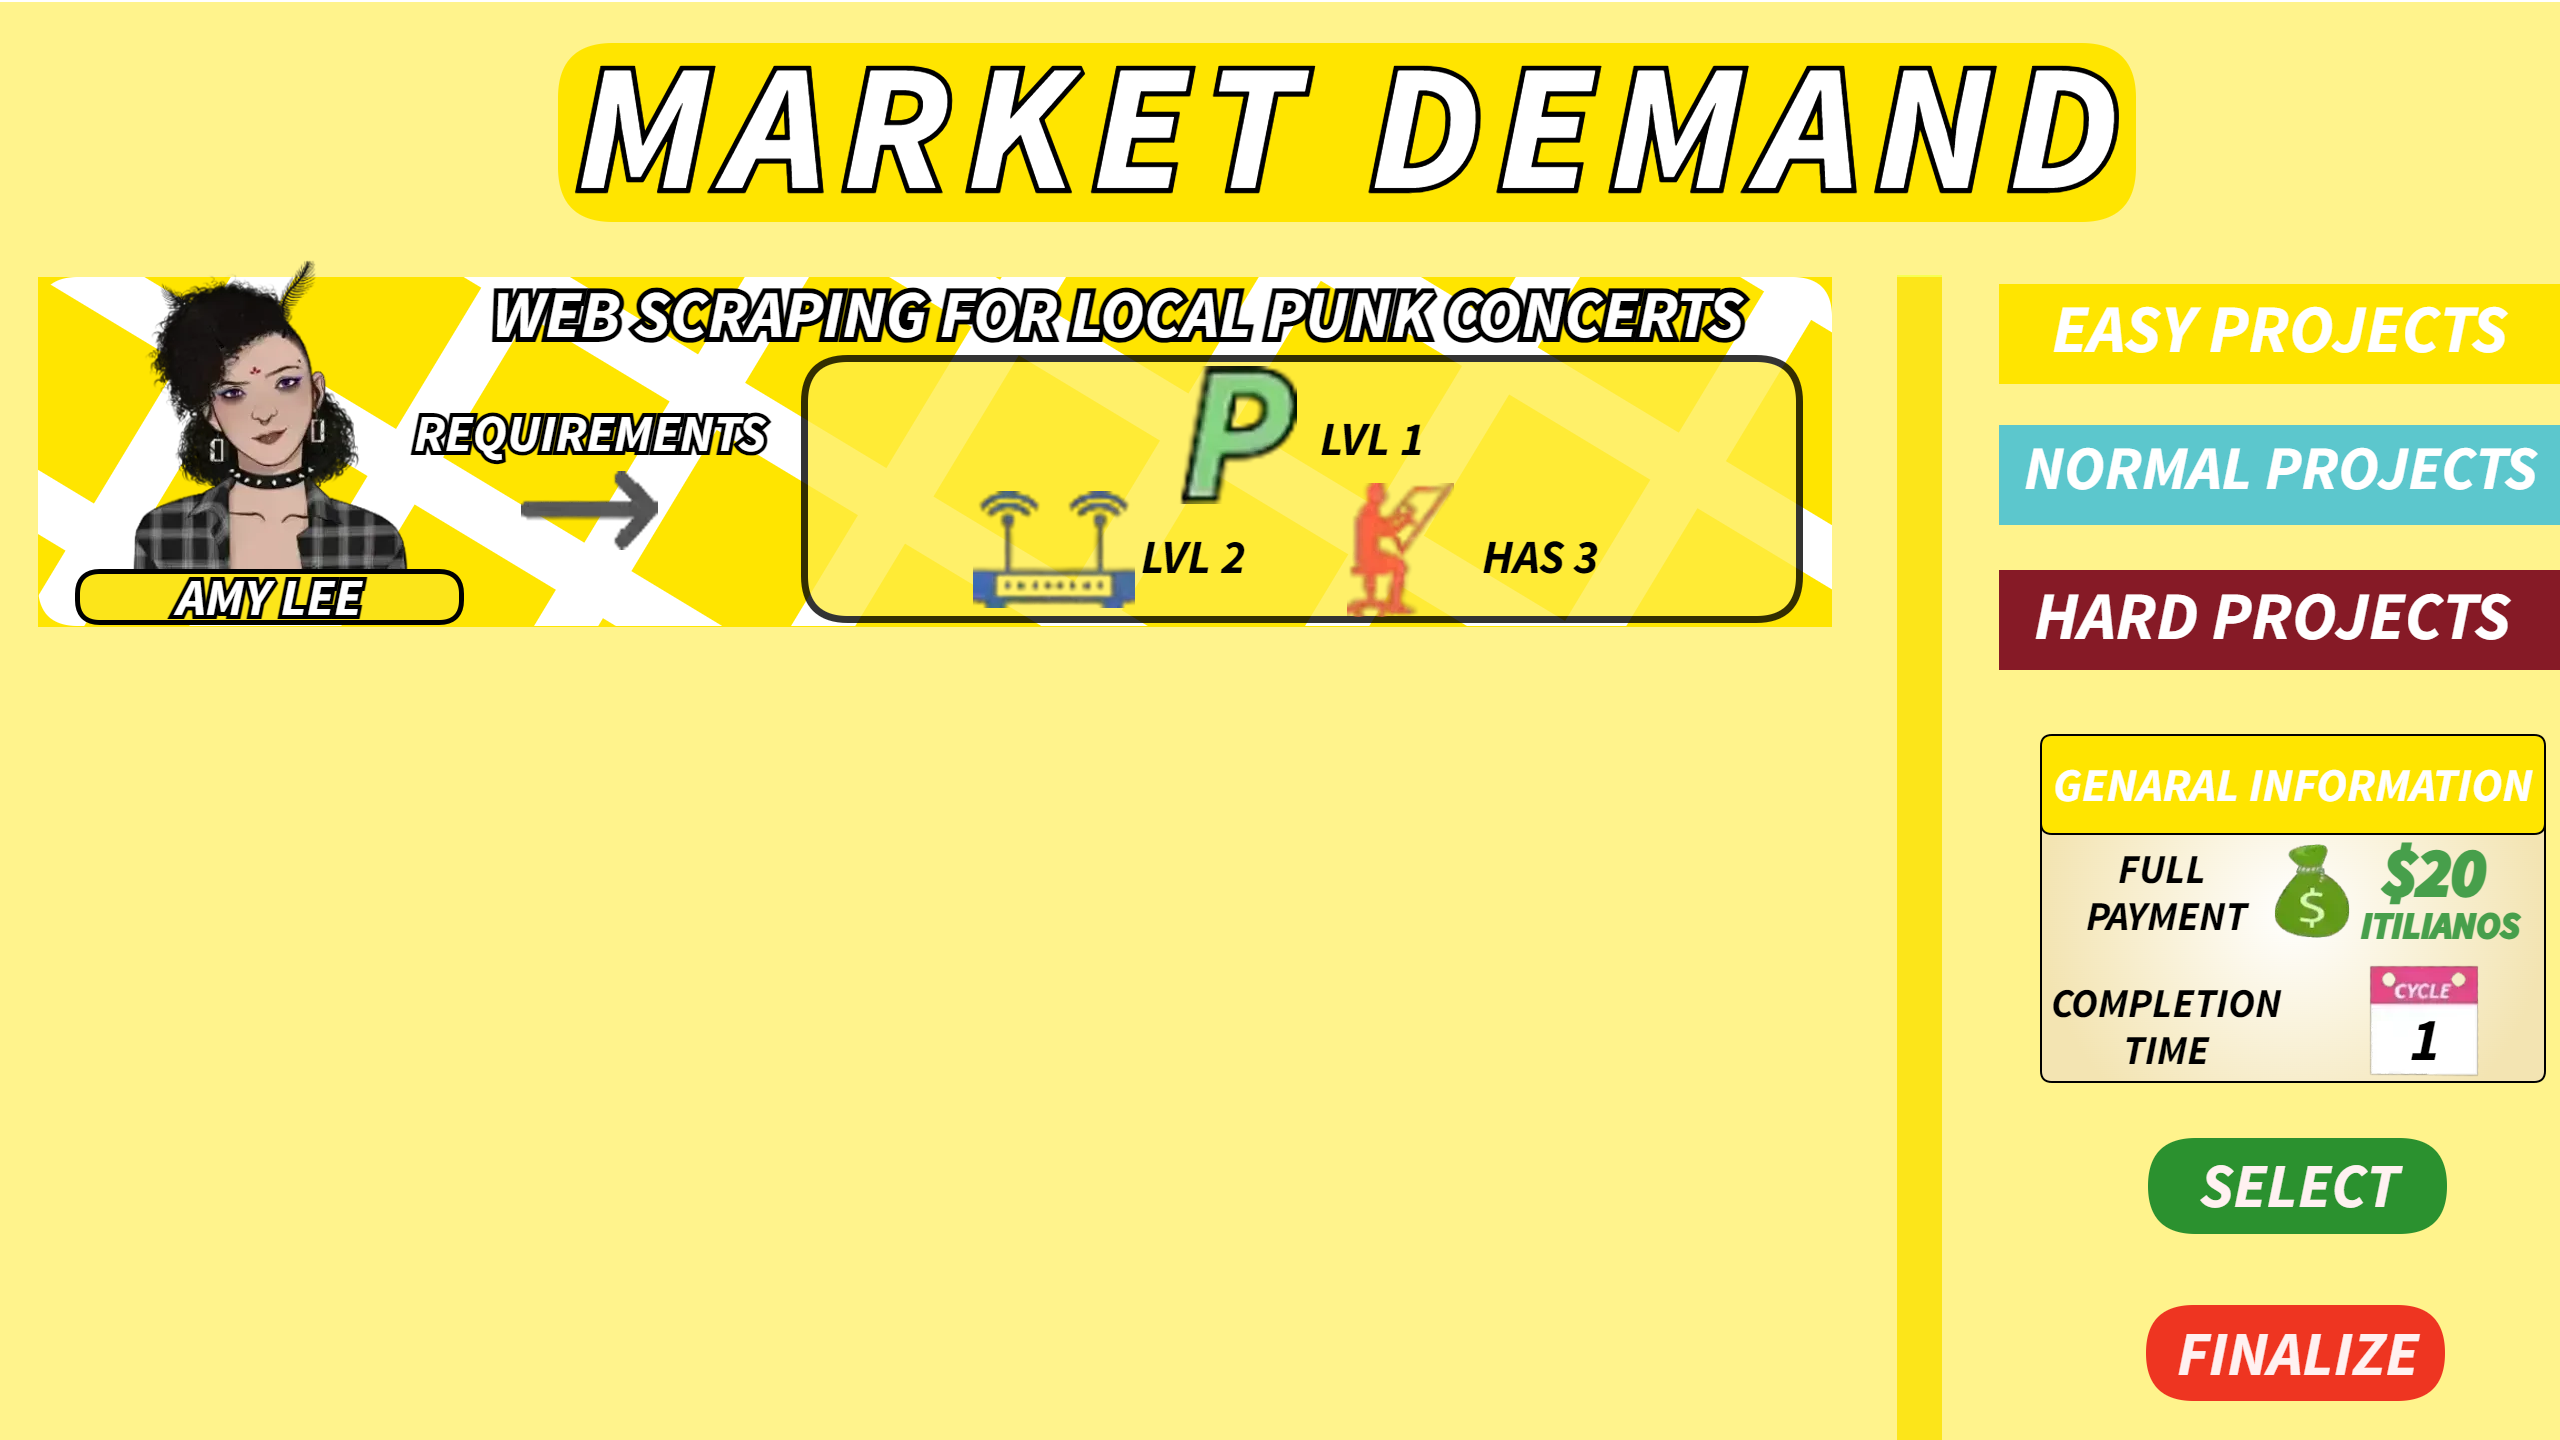 MARKET DEMAND
WEB SCRAPING FOR LOCAL PUNK CONCERTS
REQUIREMENTS
P LVL 1
LVL 2
HAS 3
AMY LEE
EASY PROJECTS
NORMAL PROJECTS
HARD PROJECTS
GENARAL INFORMATION
FULL
PAYMENT
$
$20
ITILIANOS
COMPLETION
TIME
CYCLE
1
SELECT
FINALIZE